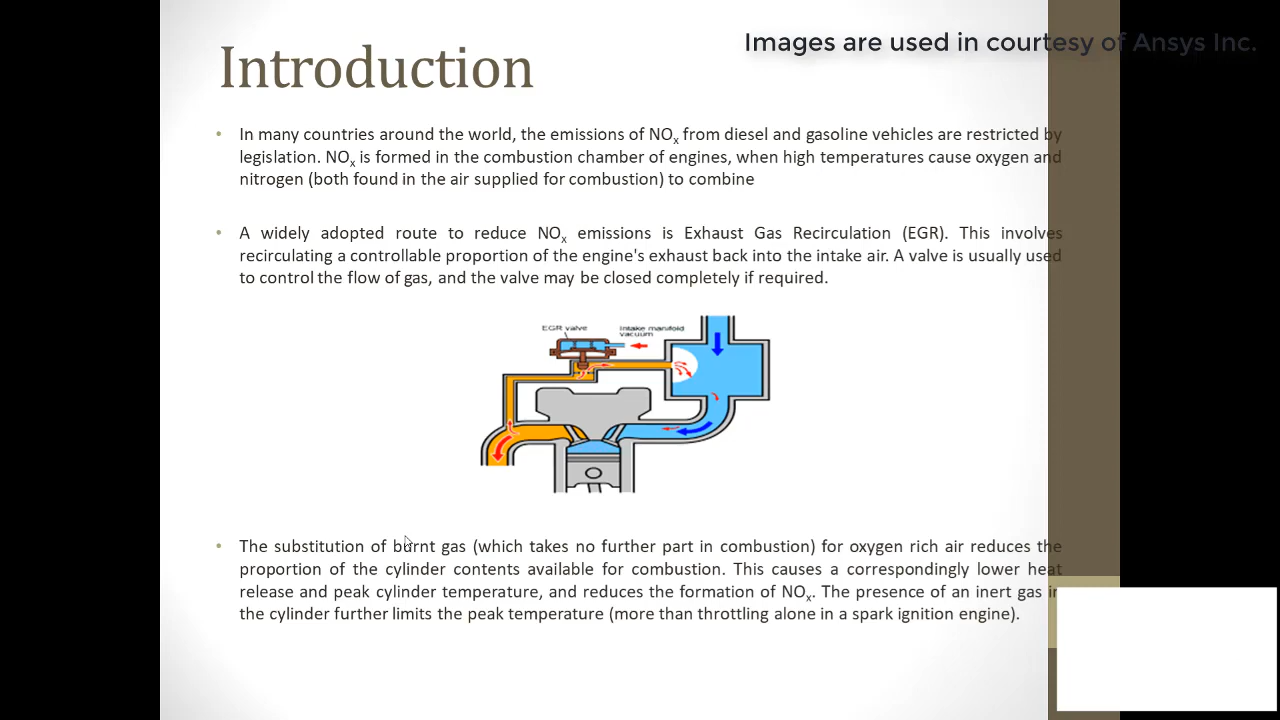 Images are used in courtesy of Ansys Inc.
Introduction
• In many countries around the world, the emissions of NOx from diesel and gasoline vehicles are restricted by
legislation. NOx is formed in the combustion chamber of engines, when high temperatures cause oxygen and
nitrogen (both found in the air supplied for combustion) to combine
• A widely adopted route to reduce NOx emissions is Exhaust Gas Recirculation (EGR). This involves
recirculating a controllable proportion of the engine's exhaust back into the intake air. A valve is usually used
to control the flow of gas, and the valve may be closed completely if required.
EGR valve
Intake manifold
vacuum
• The substitution of burnt gas (which takes no further part in combustion) for oxygen rich air reduces the
proportion of the cylinder contents available for combustion. This causes a correspondingly lower heat
release and peak cylinder temperature, and reduces the formation of NOx. The presence of an inert gas in
the cylinder further limits the peak temperature (more than throttling alone in a spark ignition engine).